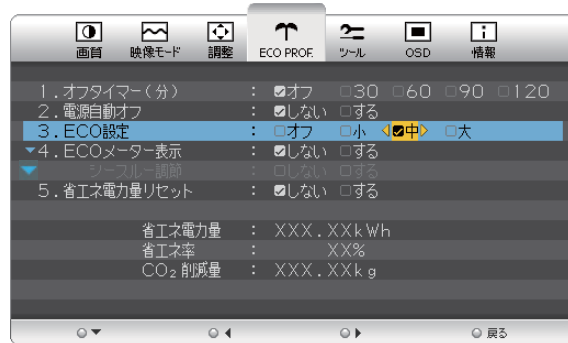 画質 映像モード 調整 ECO PROF. ツール OSD 情報
1.オフタイマー(分) : ☑オフ □30 □60 □90 □120
2.電源自動オフ : ☑しない □する
3.ECO設定 : □オフ □小 ☑中 □大
4.ECOメーター表示 : ☑しない □する
シースルー調節 : □しない □する
5.省エネ電力量リセット : ☑しない □する
省エネ電力量 : XXX.XXkWh
省エネ率 : XX%
CO₂削減量 : XXX.XXkg
戻る